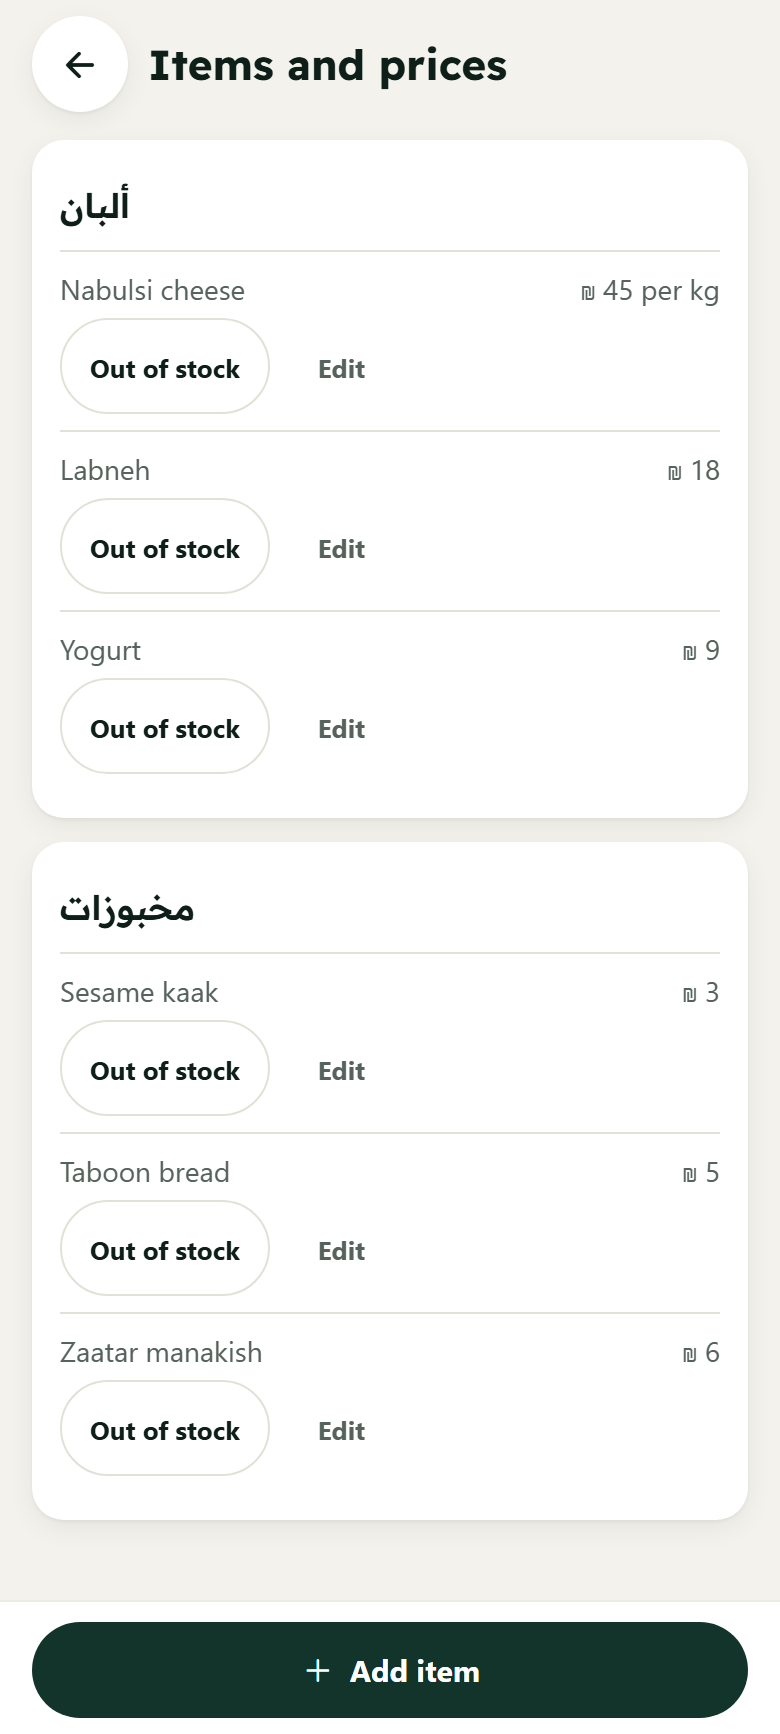 Items and prices
ألبان
Nabulsi cheese ₪ 45 per kg
Out of stock Edit
Labneh ₪ 18
Out of stock Edit
Yogurt ₪ 9
Out of stock Edit
مخبوزات
Sesame kaak ₪ 3
Out of stock Edit
Taboon bread ₪ 5
Out of stock Edit
Zaatar manakish ₪ 6
Out of stock Edit
+ Add item